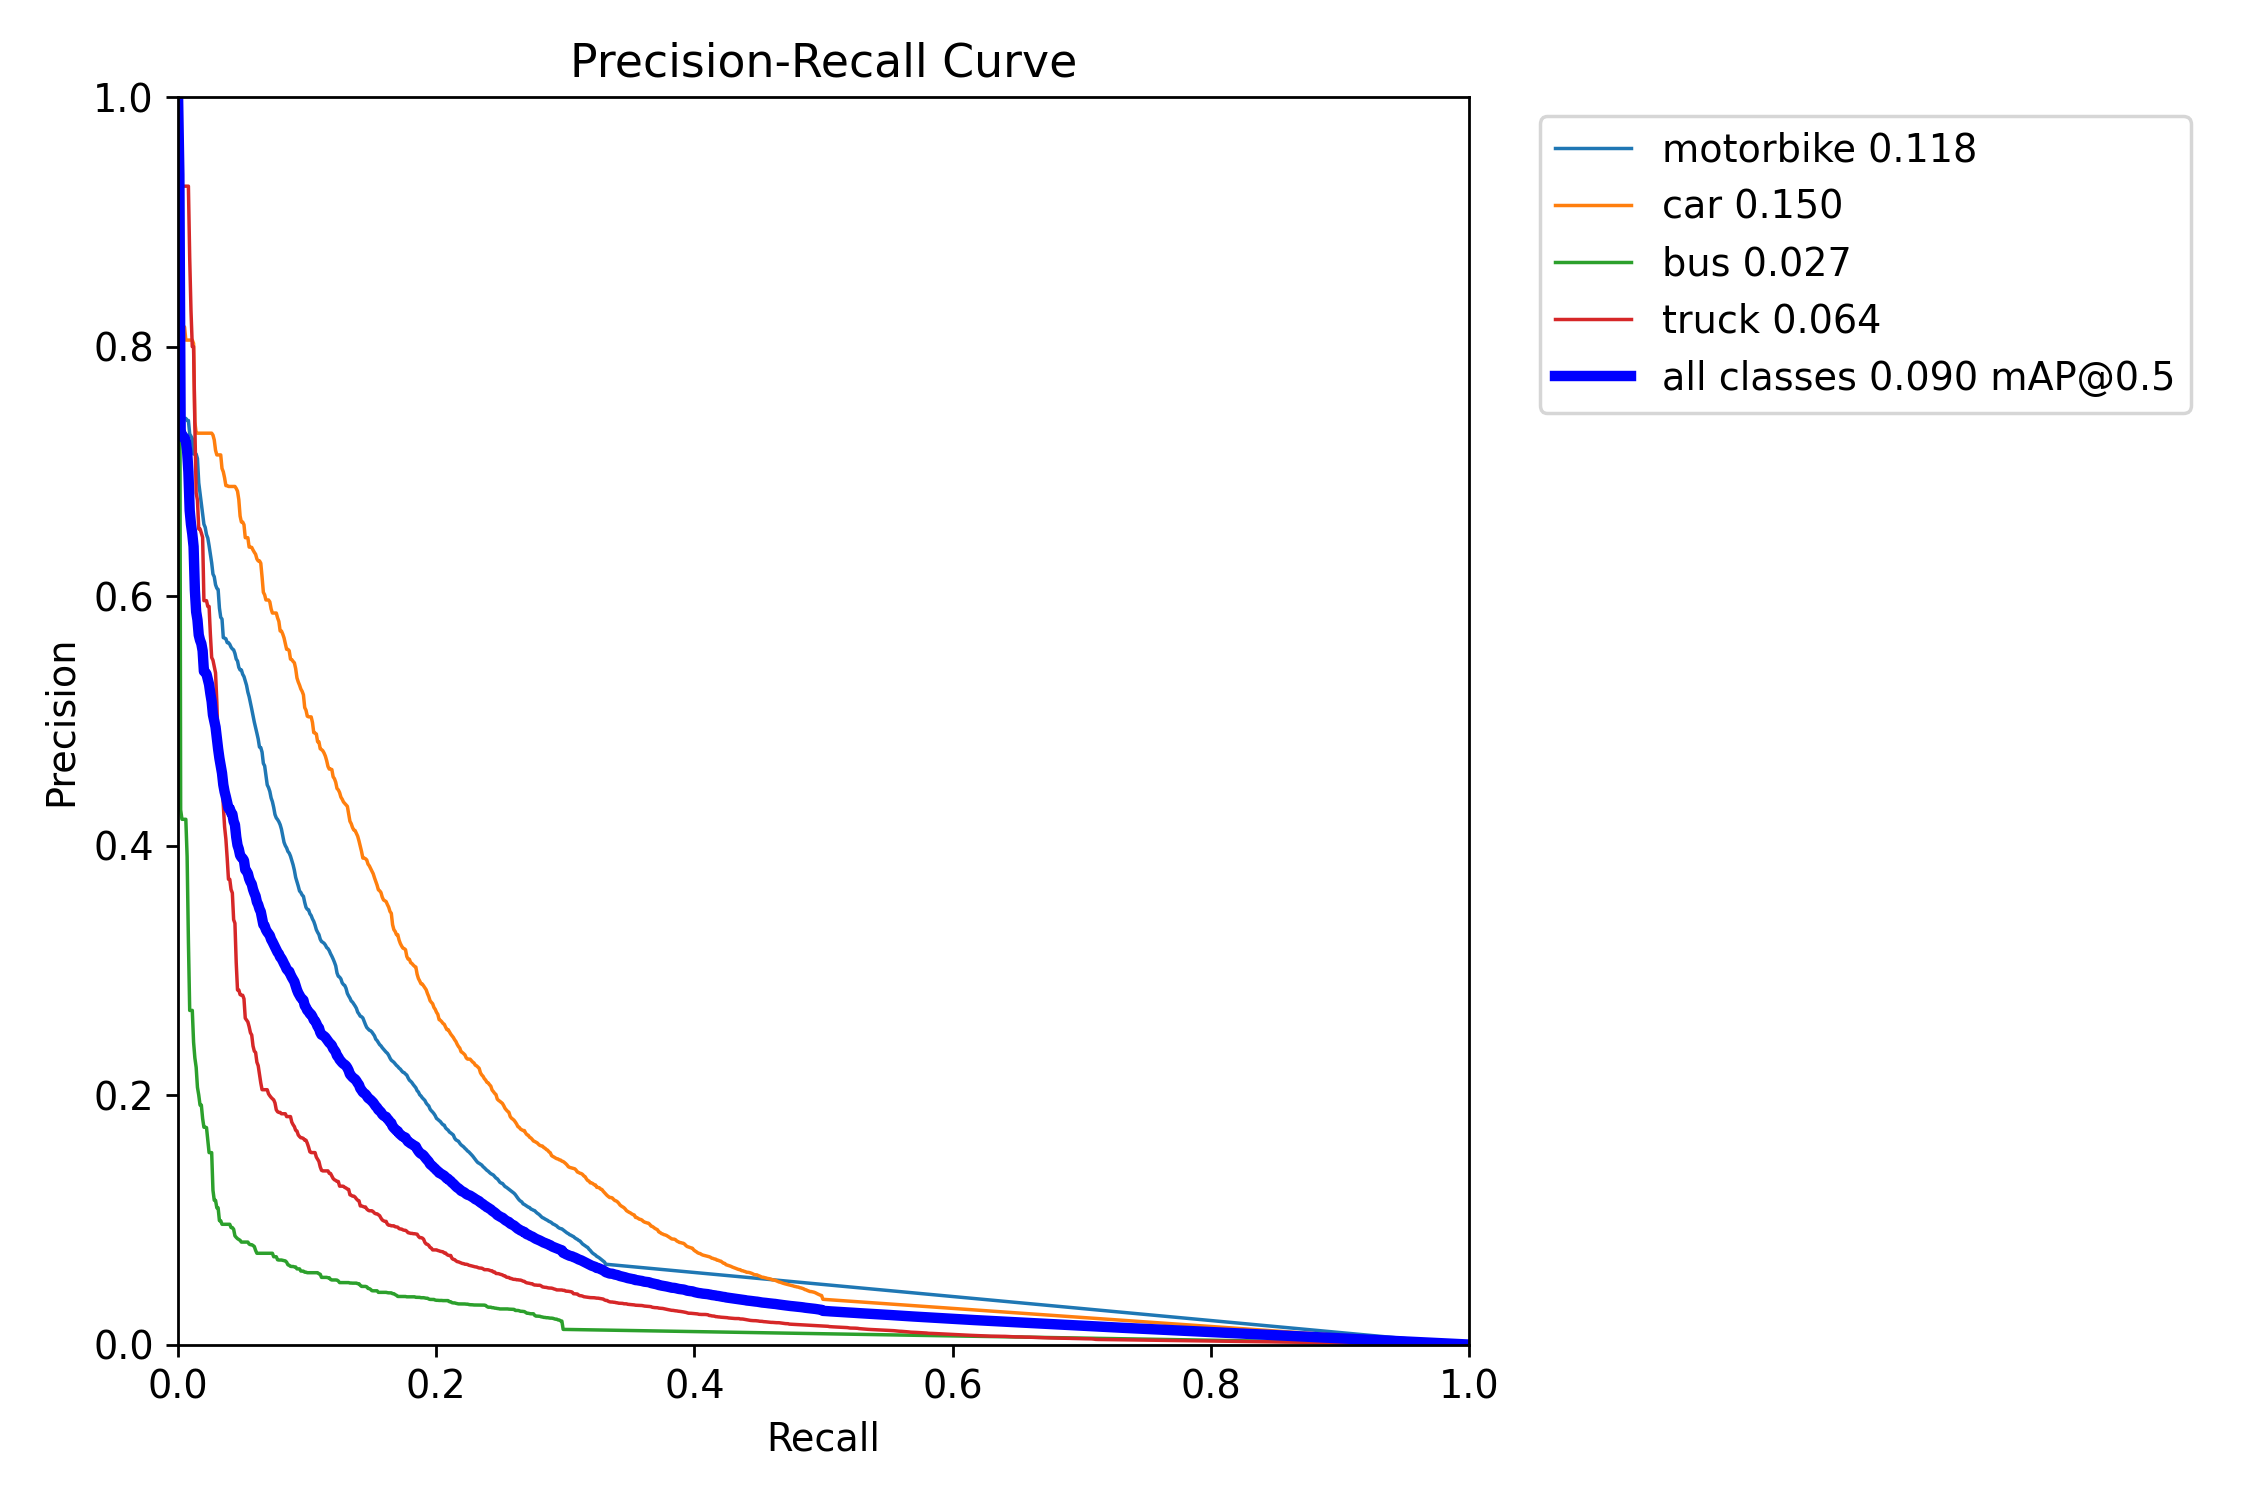 Precision-Recall Curve
1.0
0.8
0.6
0.4
0.2
0.0
Precision
0.0 0.2 0.4 0.6 0.8 1.0
Recall
motorbike 0.118
car 0.150
bus 0.027
truck 0.064
all classes 0.090 mAP@0.5